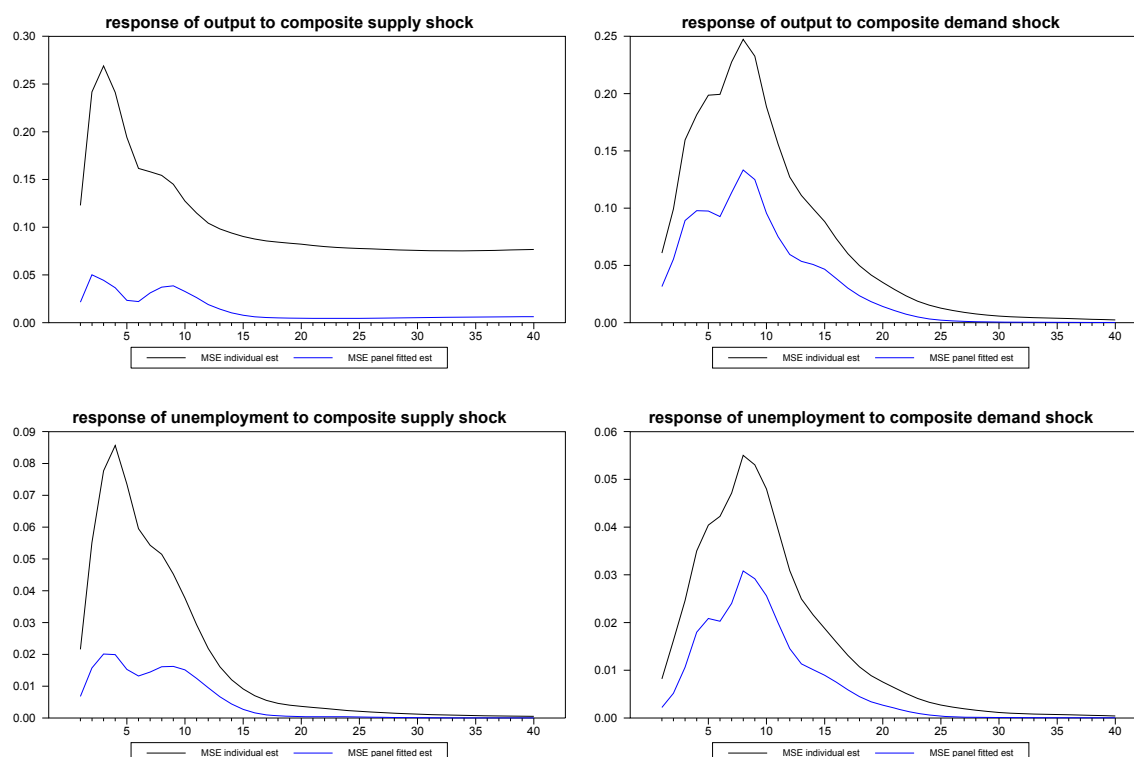 response of output to composite supply shock
0.30
0.25
0.20
0.15
0.10
0.05
0.00
5 10 15 20 25 30 35 40
MSE individual est MSE panel fitted est
response of output to composite demand shock
0.25
0.20
0.15
0.10
0.05
0.00
5 10 15 20 25 30 35 40
MSE individual est MSE panel fitted est
response of unemployment to composite supply shock
0.09
0.08
0.07
0.06
0.05
0.04
0.03
0.02
0.01
0.00
5 10 15 20 25 30 35 40
MSE individual est MSE panel fitted est
response of unemployment to composite demand shock
0.06
0.05
0.04
0.03
0.02
0.01
0.00
5 10 15 20 25 30 35 40
MSE individual est MSE panel fitted est